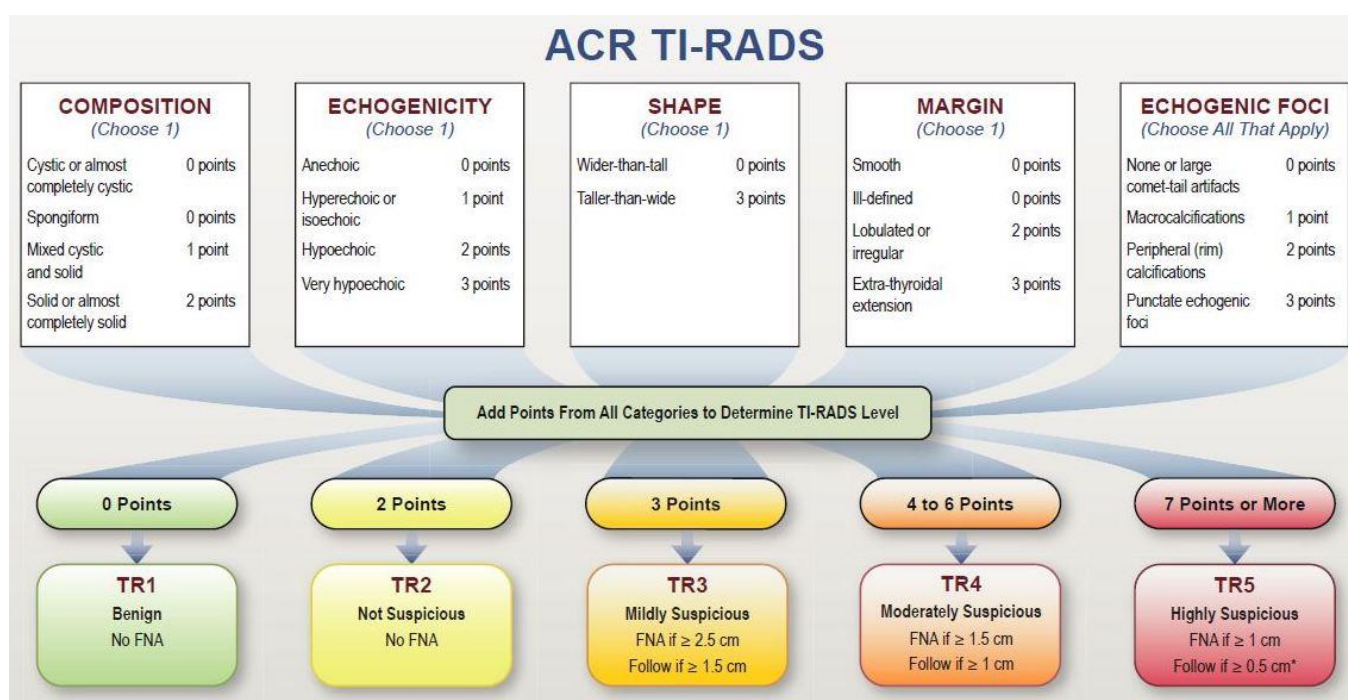 ACR TI-RADS
COMPOSITION
(Choose 1)
Cystic or almost 0 points
completely cystic
Spongiform 0 points
Mixed cystic 1 point
and solid
Solid or almost 2 points
completely solid
ECHOGENICITY
(Choose 1)
Anechoic 0 points
Hyperechoic or 1 point
isoechoic
Hypoechoic 2 points
Very hypoechoic 3 points
SHAPE
(Choose 1)
Wider-than-tall 0 points
Taller-than-wide 3 points
MARGIN
(Choose 1)
Smooth 0 points
Ill-defined 0 points
Lobulated or 2 points
irregular
Extra-thyroidal 3 points
extension
ECHOGENIC FOCI
(Choose All That Apply)
None or large 0 points
comet-tail artifacts
Macrocalcifications 1 point
Peripheral (rim) 2 points
calcifications
Punctate echogenic 3 points
foci
Add Points From All Categories to Determine TI-RADS Level
0 Points
2 Points
3 Points
4 to 6 Points
7 Points or More
TR1
Benign
No FNA
TR2
Not Suspicious
No FNA
TR3
Mildly Suspicious
FNA if ≥ 2.5 cm
Follow if ≥ 1.5 cm
TR4
Moderately Suspicious
FNA if ≥ 1.5 cm
Follow if ≥ 1 cm
TR5
Highly Suspicious
FNA if ≥ 1 cm
Follow if ≥ 0.5 cm*